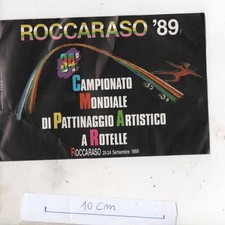 ROCCARASO '89
34°
CAMPIONATO
MONDIALE
DI PATTINAGGIO ARTISTICO
A ROTELLE
ROCCARASO 20-24 Settembre 1989
10 cm